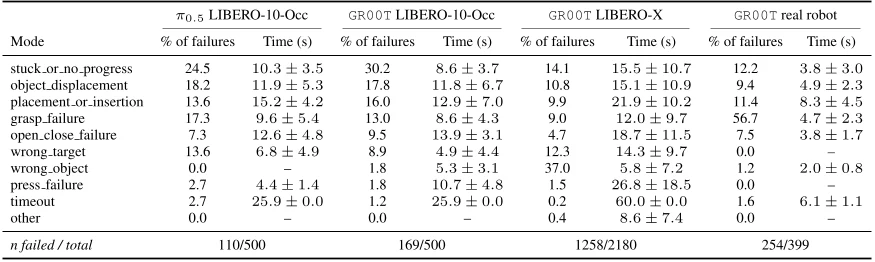 π0.5 LIBERO-10-Occ GR00T LIBERO-10-Occ GR00T LIBERO-X GR00T real robot
Mode % of failures Time (s) % of failures Time (s) % of failures Time (s) % of failures Time (s)
stuck_or_no_progress 24.5 10.3 ± 3.5 30.2 8.6 ± 3.7 14.1 15.5 ± 10.7 12.2 3.8 ± 3.0
object_displacement 18.2 11.9 ± 5.3 17.8 11.8 ± 6.7 10.8 15.1 ± 10.9 9.4 4.9 ± 2.3
placement_or_insertion 13.6 15.2 ± 4.2 16.0 12.9 ± 7.0 9.9 21.9 ± 10.2 11.4 8.3 ± 4.5
grasp_failure 17.3 9.6 ± 5.4 13.0 8.6 ± 4.3 9.0 12.0 ± 9.7 56.7 4.7 ± 2.3
open_close_failure 7.3 12.6 ± 4.8 9.5 13.9 ± 3.1 4.7 18.7 ± 11.5 7.5 3.8 ± 1.7
wrong_target 13.6 6.8 ± 4.9 8.9 4.9 ± 4.4 12.3 14.3 ± 9.7 0.0 –
wrong_object 0.0 – 1.8 5.3 ± 3.1 37.0 5.8 ± 7.2 1.2 2.0 ± 0.8
press_failure 2.7 4.4 ± 1.4 1.8 10.7 ± 4.8 1.5 26.8 ± 18.5 0.0 –
timeout 2.7 25.9 ± 0.0 1.2 25.9 ± 0.0 0.2 60.0 ± 0.0 1.6 6.1 ± 1.1
other 0.0 – 0.0 – 0.4 8.6 ± 7.4 0.0 –
n failed / total 110/500 169/500 1258/2180 254/399